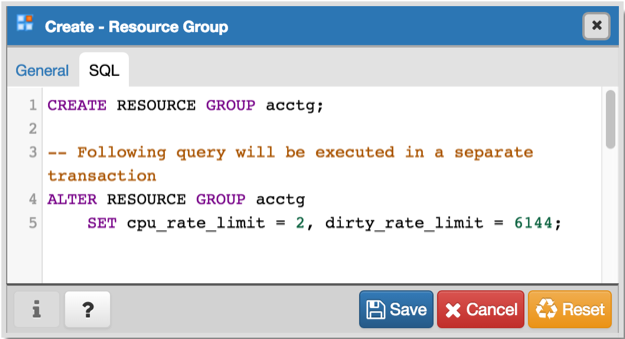 Create - Resource Group
General SQL
1 CREATE RESOURCE GROUP acctg;
2
3 -- Following query will be executed in a separate
transaction
4 ALTER RESOURCE GROUP acctg
5 SET cpu_rate_limit = 2, dirty_rate_limit = 6144;
i ? Save Cancel Reset